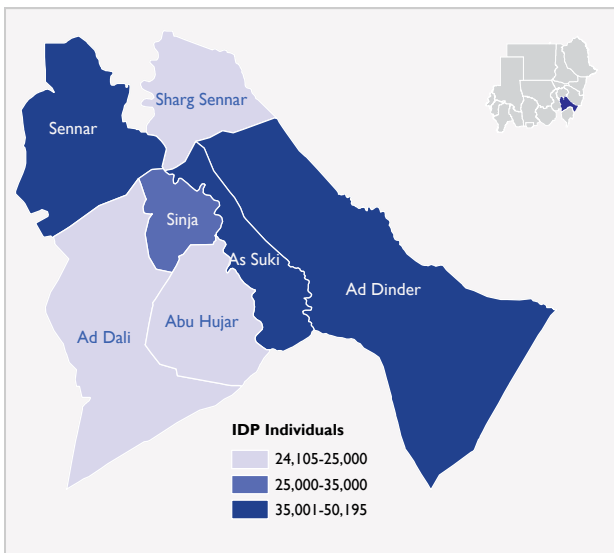 Sharg Sennar
Sennar
Sinja
As Suki
Ad Dinder
Abu Hujar
Ad Dali
IDP Individuals
24,105-25,000
25,000-35,000
35,001-50,195